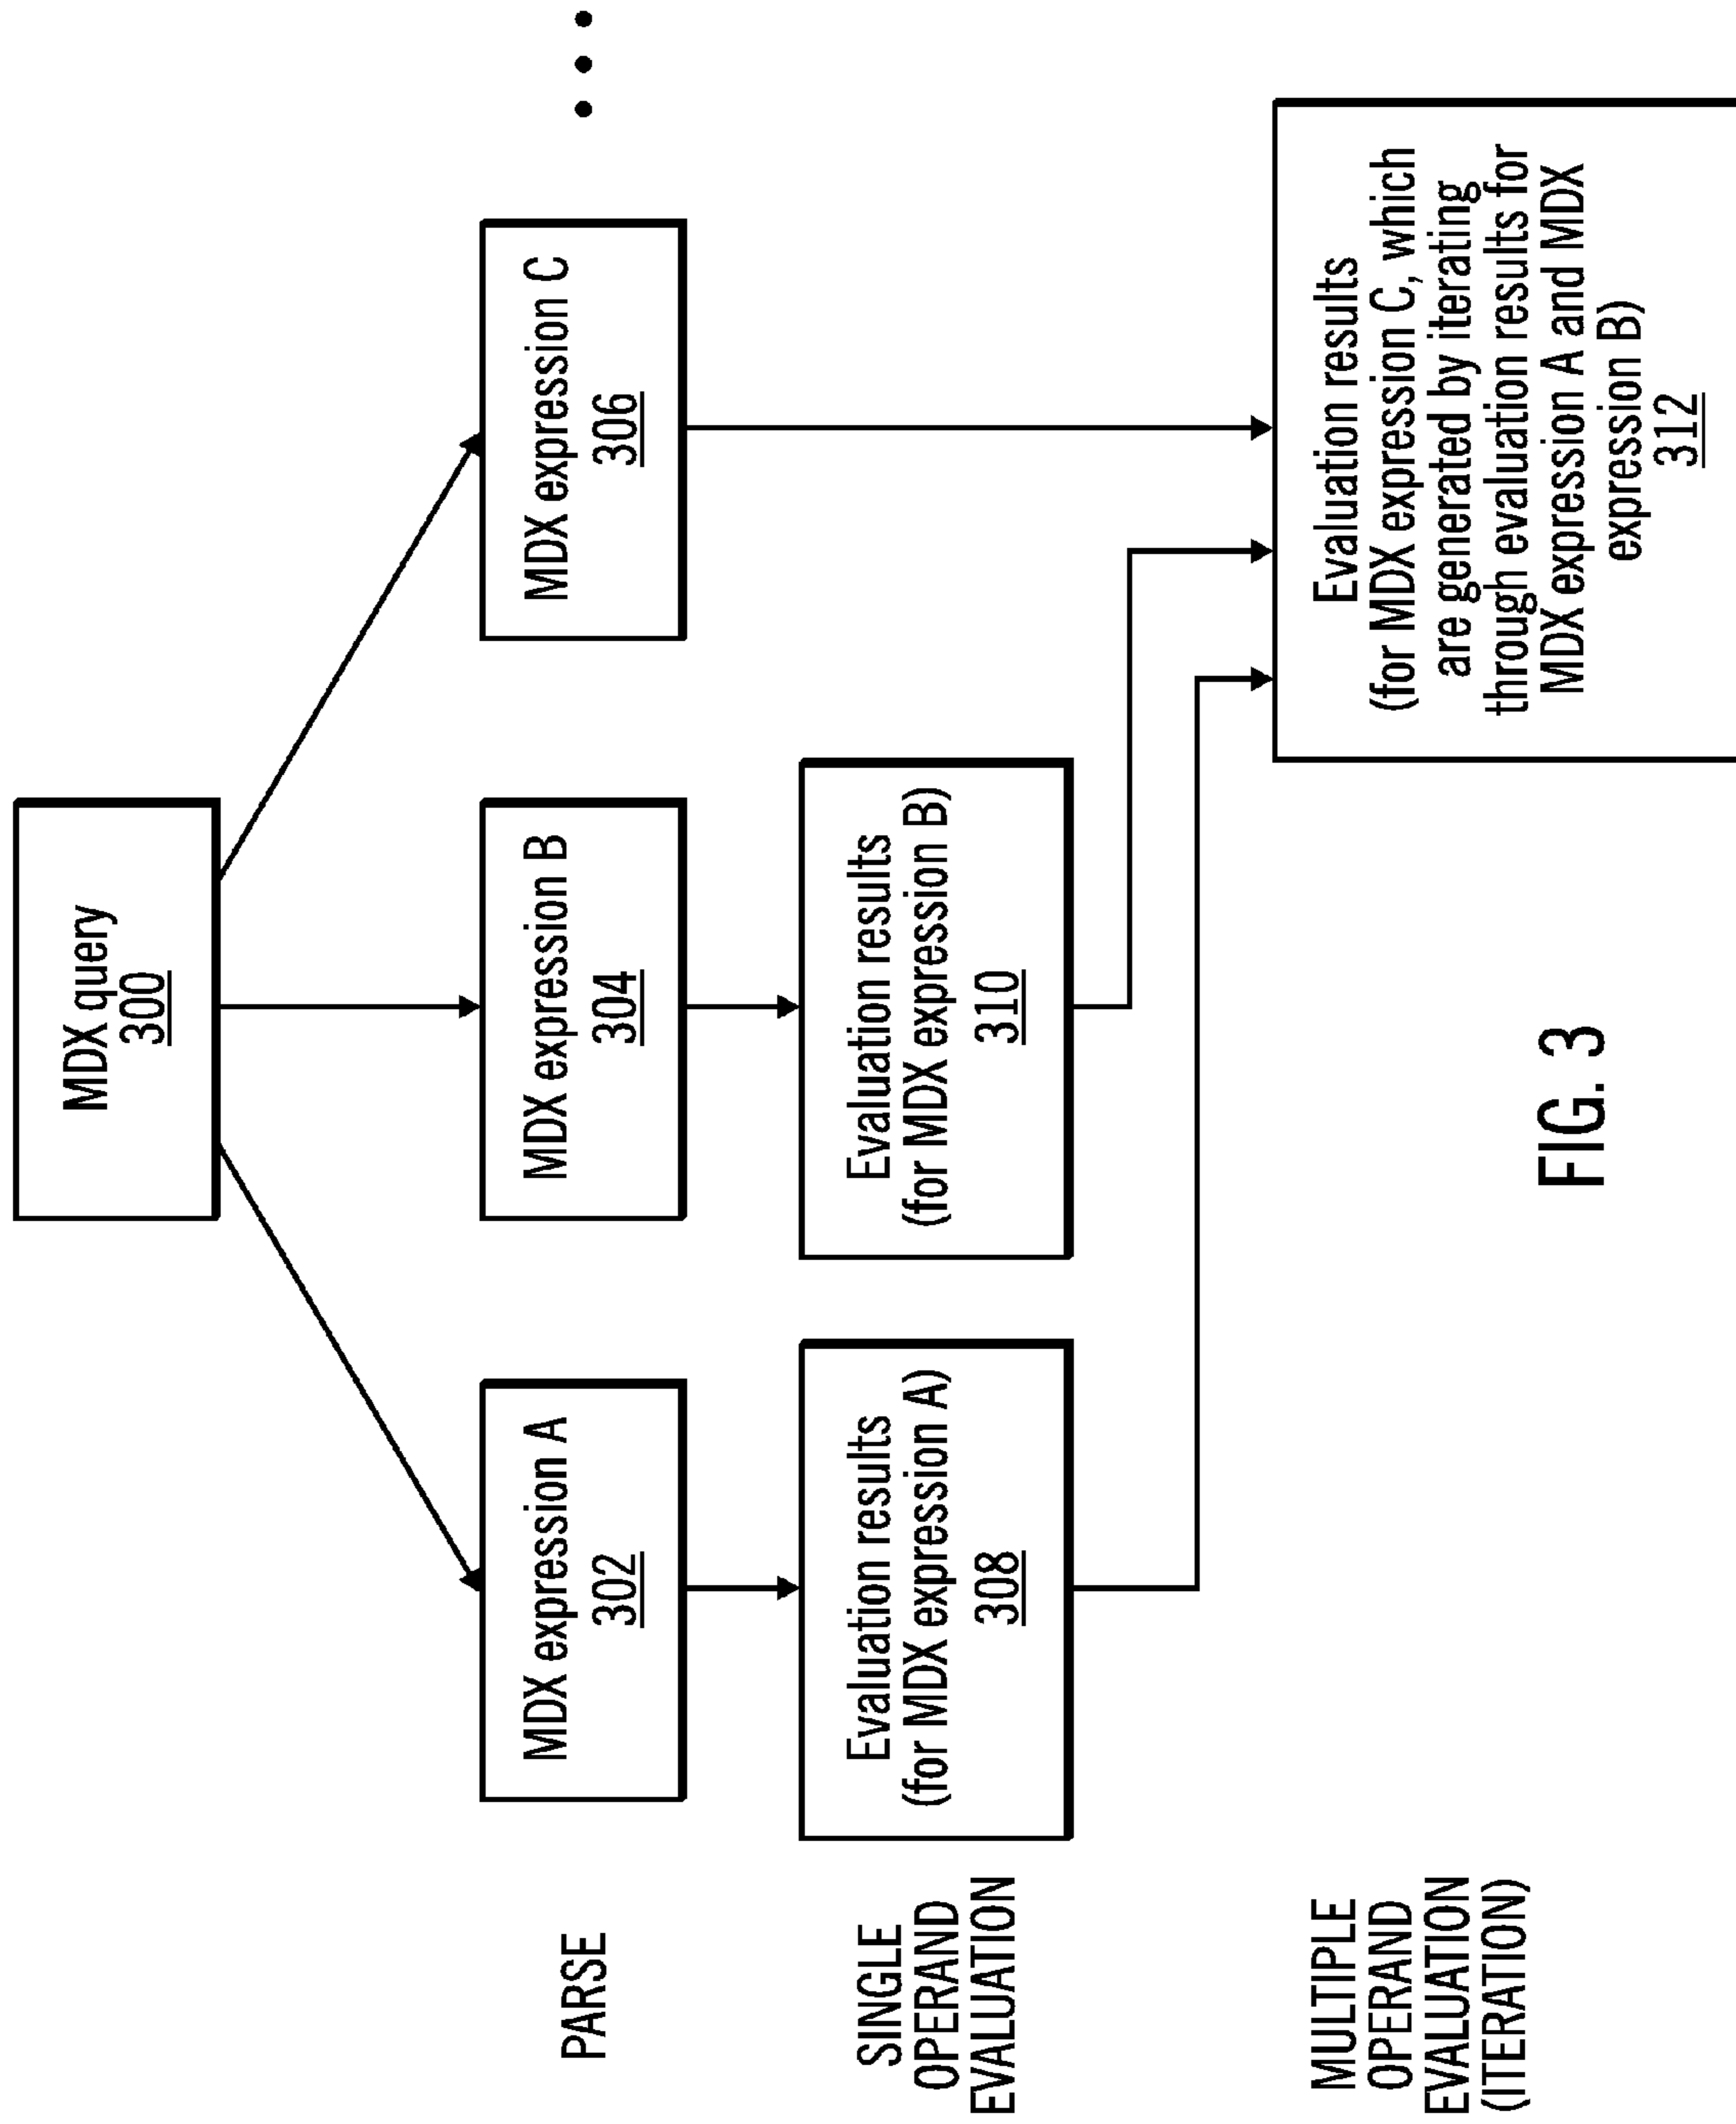 MDX query
300
PARSE
MDX expression A
302
MDX expression B
304
MDX expression C
306
SINGLE
OPERAND
EVALUATION
Evaluation results
(for MDX expression A)
308
Evaluation results
(for MDX expression B)
310
MULTIPLE
OPERAND
EVALUATION
(ITERATION)
Evaluation results
(for MDX expression C, which
are generated by iterating
through evaluation results for
MDX expression A and MDX
expression B)
312
FIG. 3